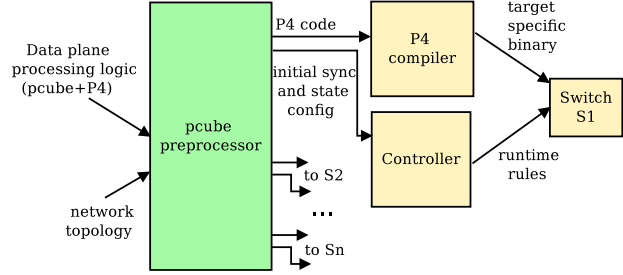 Data plane
processing logic
(pcube+P4)
network
topology
pcube
preprocessor
P4 code
initial sync
and state
config
to S2
...
to Sn
P4
compiler
Controller
target
specific
binary
runtime
rules
Switch
S1